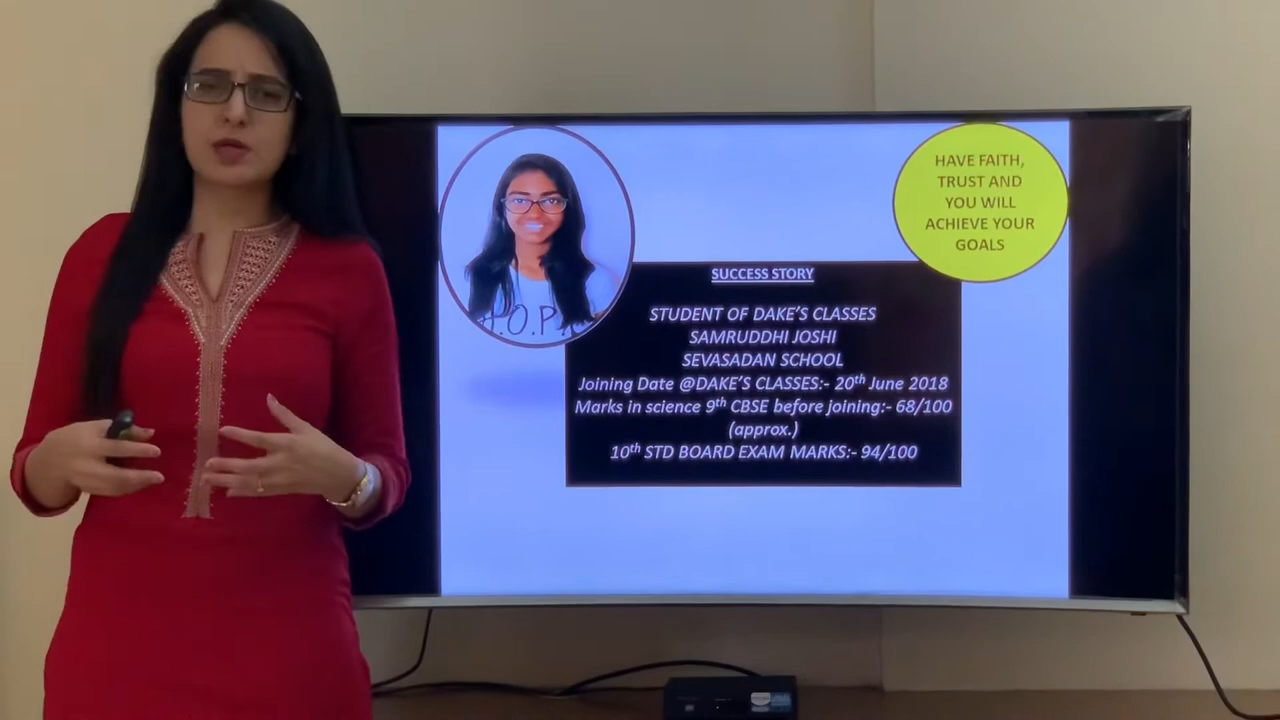 HAVE FAITH,
TRUST AND
YOU WILL
ACHIEVE YOUR
GOALS
SUCCESS STORY
STUDENT OF DAKE'S CLASSES
SAMRUDDHI JOSHI
SEVASADAN SCHOOL
Joining Date @DAKE'S CLASSES:- 20th June 2018
Marks in science 9th CBSE before joining:- 68/100
(approx.)
10th STD BOARD EXAM MARKS:- 94/100